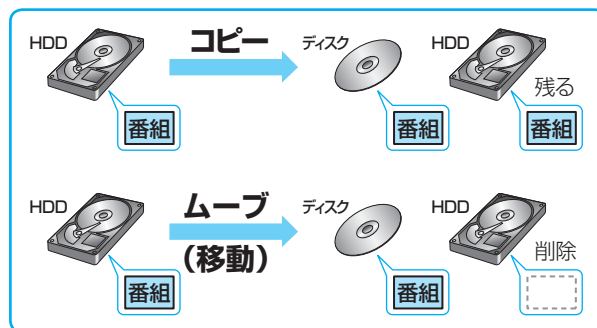 HDD コピー ディスク HDD
残る
番組 番組 番組
HDD ムーブ ディスク HDD
(移動)
削除
番組 番組